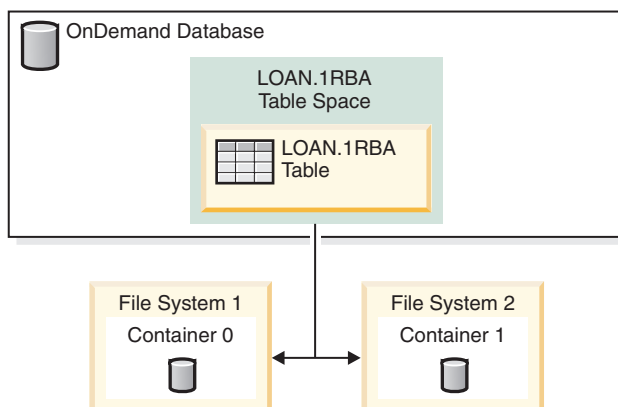 OnDemand Database
LOAN.1RBA
Table Space
LOAN.1RBA
Table
File System 1
Container 0
File System 2
Container 1